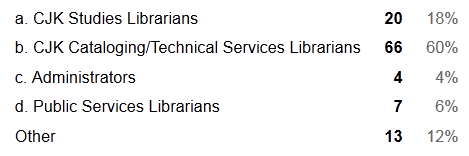 a. CJK Studies Librarians 20 18%
b. CJK Cataloging/Technical Services Librarians 66 60%
c. Administrators 4 4%
d. Public Services Librarians 7 6%
Other 13 12%